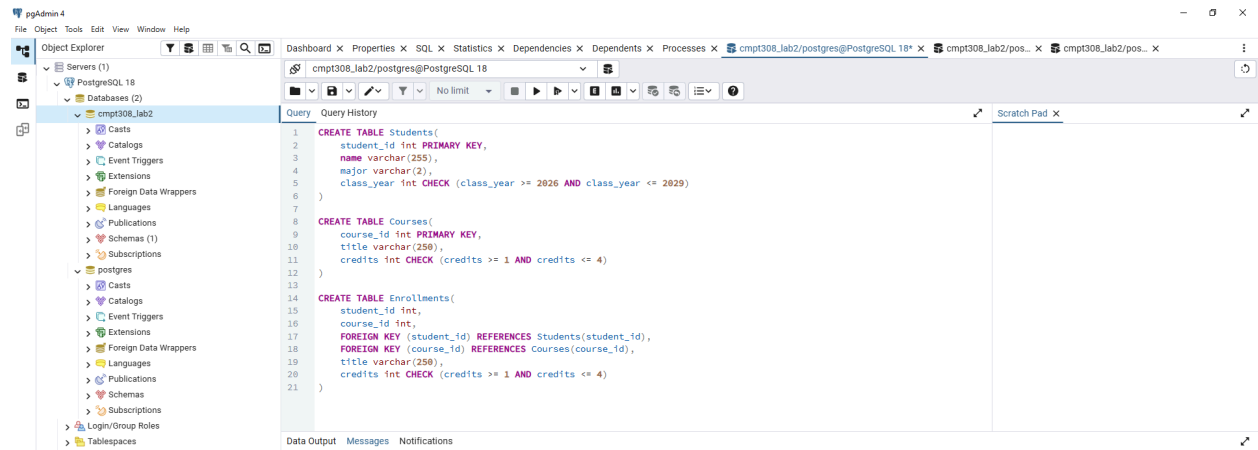 pgAdmin 4
File Object Tools Edit View Window Help
Object Explorer
Dashboard Properties SQL Statistics Dependencies Dependents Processes cmpt308_lab2/postgres@PostgreSQL 18* cmpt308_lab2/pos... cmpt308_lab2/pos...
Servers (1)
PostgreSQL 18
Databases (2)
cmpt308_lab2
Casts
Catalogs
Event Triggers
Extensions
Foreign Data Wrappers
Languages
Publications
Schemas (1)
Subscriptions
postgres
Casts
Catalogs
Event Triggers
Extensions
Foreign Data Wrappers
Languages
Publications
Schemas
Subscriptions
Login/Group Roles
Tablespaces
cmpt308_lab2/postgres@PostgreSQL 18
No limit
Query Query History
Scratch Pad
1 CREATE TABLE Students(
2 student_id int PRIMARY KEY,
3 name varchar(255),
4 major varchar(2),
5 class_year int CHECK (class_year >= 2026 AND class_year <= 2029)
6 )
7
8 CREATE TABLE Courses(
9 course_id int PRIMARY KEY,
10 title varchar(250),
11 credits int CHECK (credits >= 1 AND credits <= 4)
12 )
13
14 CREATE TABLE Enrollments(
15 student_id int,
16 course_id int,
17 FOREIGN KEY (student_id) REFERENCES Students(student_id),
18 FOREIGN KEY (course_id) REFERENCES Courses(course_id),
19 title varchar(250),
20 credits int CHECK (credits >= 1 AND credits <= 4)
21 )
Data Output Messages Notifications